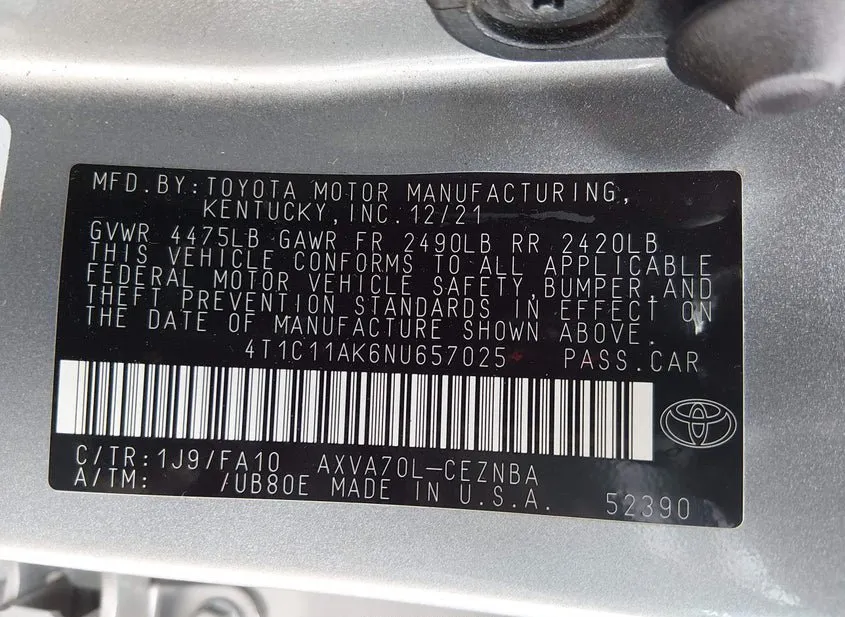 MFD.BY:TOYOTA MOTOR MANUFACTURING,
KENTUCKY,INC.12/21
GVWR 4475LB GAWR FR 2490LB RR 2420LB
THIS VEHICLE CONFORMS TO ALL APPLICABLE
FEDERAL MOTOR VEHICLE SAFETY,BUMPER,AND
THEFT PREVENTION STANDARDS IN EFFECT ON
THE DATE OF MANUFACTURE SHOWN ABOVE.
4T1C11AK6NU657025 PASS.CAR
C/TR:1J9/FA10 AXVA70L-CEZNBA
A/TM: /UB80E MADE IN U.S.A. 52390